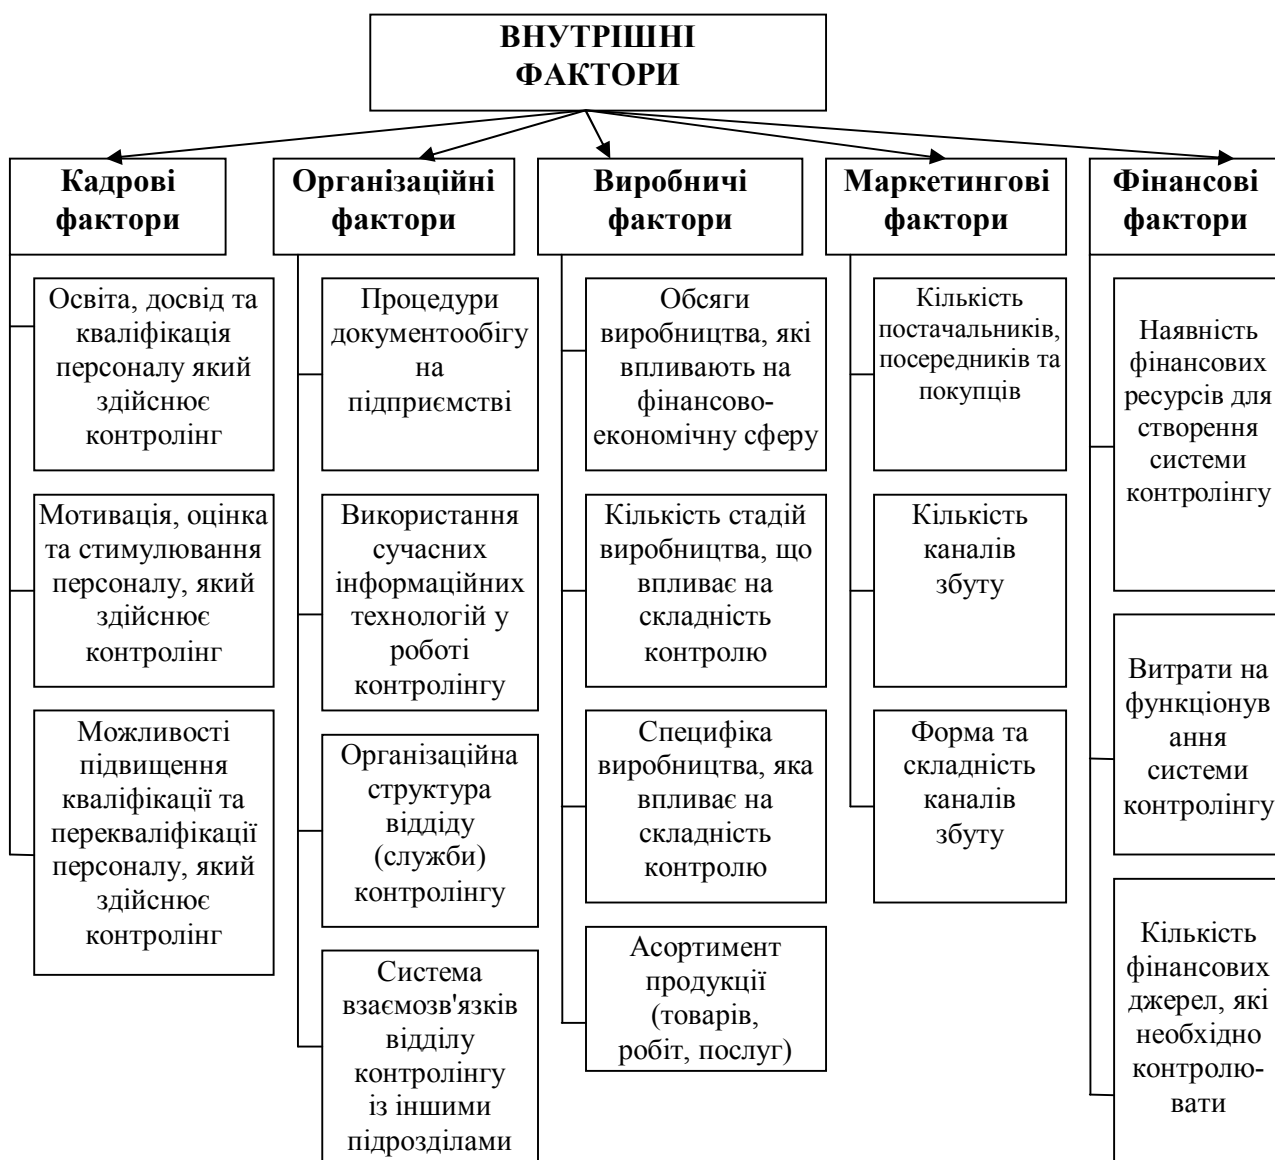 ВНУТРІШНІ
ФАКТОРИ
Кадрові
фактори
Освіта, досвід та
кваліфікація
персоналу який
здійснює
контролінг
Мотивація, оцінка
та стимулювання
персоналу, який
здійснює
контролінг
Можливості
підвищення
кваліфікації та
перекваліфікації
персоналу, який
здійснює
контролінг
Організаційні
фактори
Процедури
документообігу
на
підприємстві
Використання
сучасних
інформаційних
технологій у
роботі
контролінгу
Організаційна
структура
віддіду
(служби)
контролінгу
Система
взаємозв'язків
відділу
контролінгу
із іншими
підрозділами
Виробничі
фактори
Обсяги
виробництва, які
впливають на
фінансово-
економічну сферу
Кількість стадій
виробництва, що
впливає на
складність
контролю
Специфіка
виробництва, яка
впливає на
складність
контролю
Асортимент
продукції
(товарів,
робіт, послуг)
Маркетингові
фактори
Кількість
постачальників,
посередників та
покупців
Кількість
каналів
збуту
Форма та
складність
каналів
збуту
Фінансові
фактори
Наявність
фінансових
ресурсів для
створення
системи
контролінгу
Витрати на
функціонув
ання
системи
контролінгу
Кількість
фінансових
джерел, які
необхідно
контролю-
вати